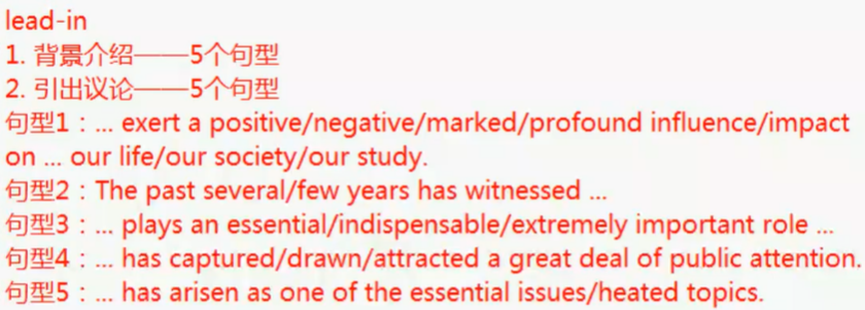 lead-in
1. 背景介绍——5个句型
2. 引出议论——5个句型
句型1：... exert a positive/negative/marked/profound influence/impact
on ... our life/our society/our study.
句型2：The past several/few years has witnessed ...
句型3：... plays an essential/indispensable/extremely important role ...
句型4：... has captured/drawn/attracted a great deal of public attention.
句型5：... has arisen as one of the essential issues/heated topics.